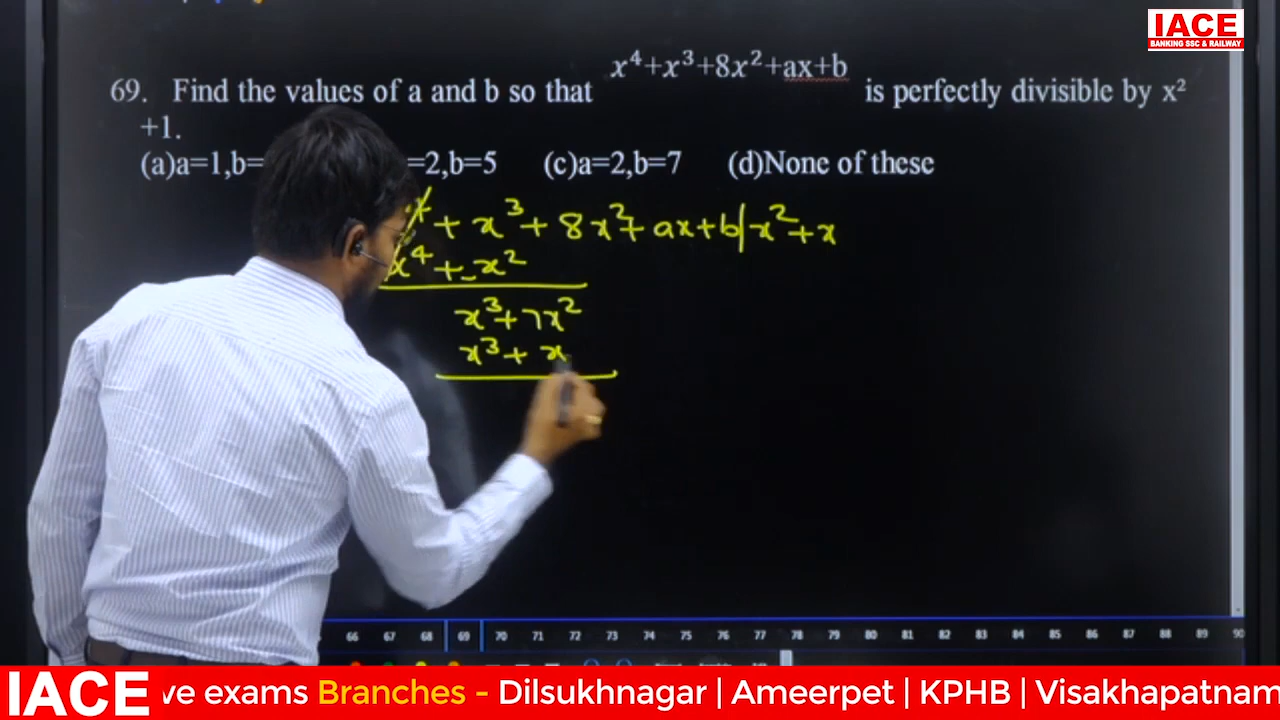 IACE
BANKING SSC & RAILWAY
69. Find the values of a and b so that x⁴+x³+8x²+ax+b is perfectly divisible by x²
+1.
(a)a=1,b= =2,b=5 (c)a=2,b=7 (d)None of these
+ x³ + 8x² + ax + b | x² + x
x⁴ + - x²
x³ + 7x²
x³ + x
66 67 68 69 70 71 72 73 74 75 76 77 78 79 80 81 82 83 84 85 86 87 88 89 90
IACE ve exams Branches - Dilsukhnagar | Ameerpet | KPHB | Visakhapatnam